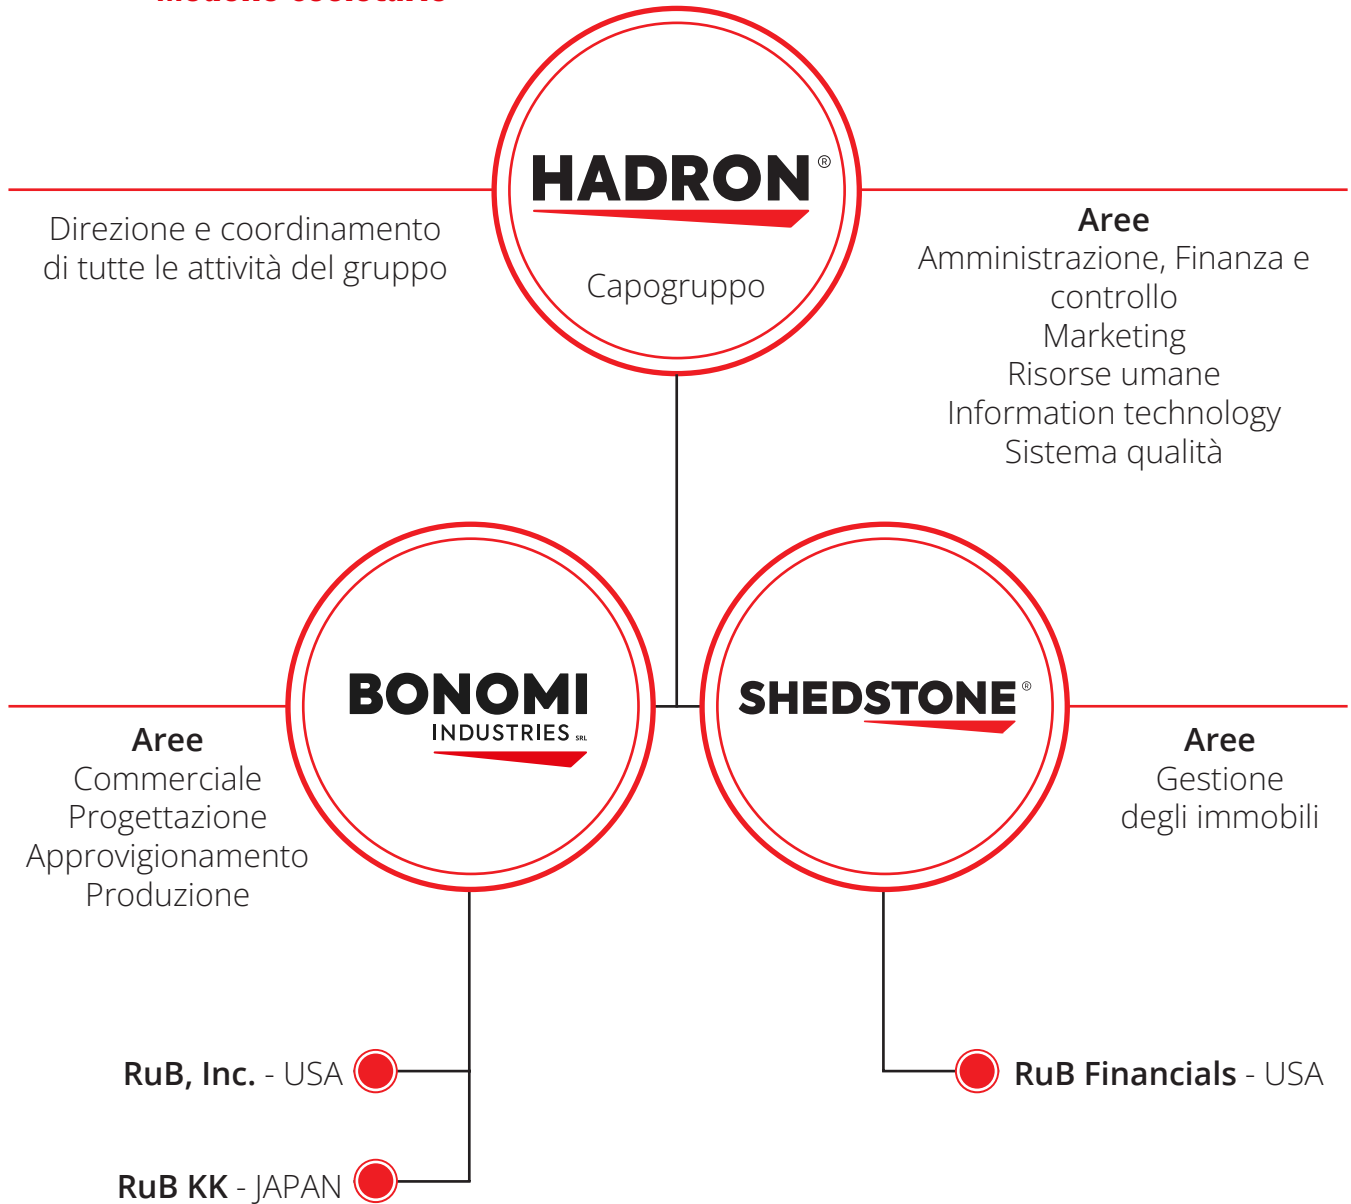 HADRON®
Capogruppo
Direzione e coordinamento
di tutte le attività del gruppo
Aree
Amministrazione, Finanza e
controllo
Marketing
Risorse umane
Information technology
Sistema qualità
BONOMI
INDUSTRIES SRL
Aree
Commerciale
Progettazione
Approvigionamento
Produzione
SHEDSTONE®
Aree
Gestione
degli immobili
RuB, Inc. - USA
RuB KK - JAPAN
RuB Financials - USA